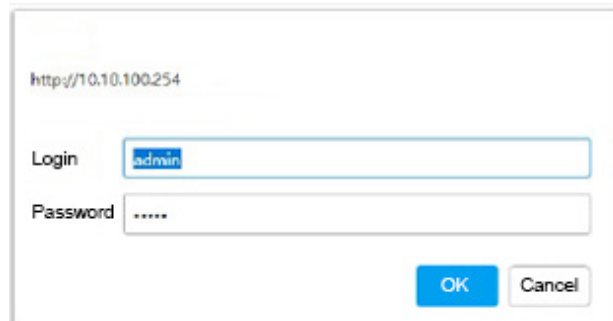 http://10.10.100.254
Login admin
Password •••••
OK Cancel